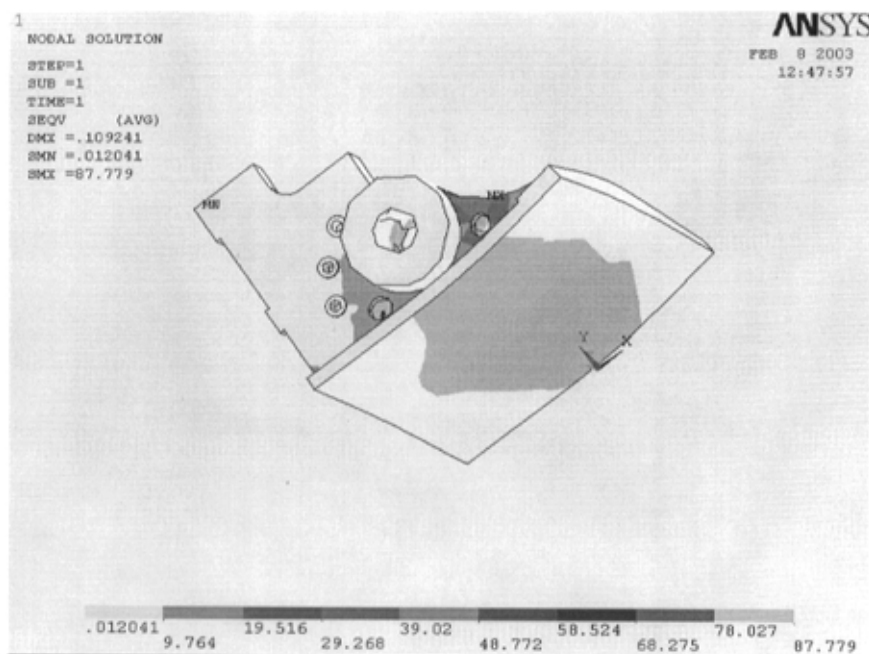 1
NODAL SOLUTION
STEP=1
SUB =1
TIME=1
SEQV (AVG)
DMX =.109241
SMN =.012041
SMX =87.779
ANSYS
FEB 8 2003
12:47:57
MN
MX
Y
X
.012041
9.764
19.516
29.268
39.02
48.772
58.524
68.275
78.027
87.779